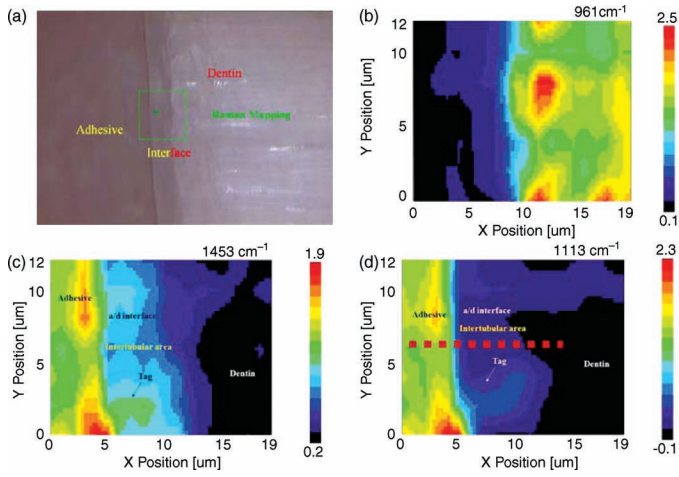 (a)
Dentin
Raman Mapping
Adhesive
Interface
(b)
961cm⁻¹
2.5
0.1
12
10
5
0
Y Position [um]
0
5
10
15
19
X Position [um]
(c)
1453 cm⁻¹
1.9
0.2
12
10
5
0
Y Position [um]
Adhesive
a/d interface
Intertubular area
Tag
Dentin
0
5
10
15
19
X Position [um]
(d)
1113 cm⁻¹
2.3
-0.1
12
10
5
0
Y Position [um]
Adhesive
a/d interface
Intertubular area
Tag
Dentin
0
5
10
15
19
X Position [um]